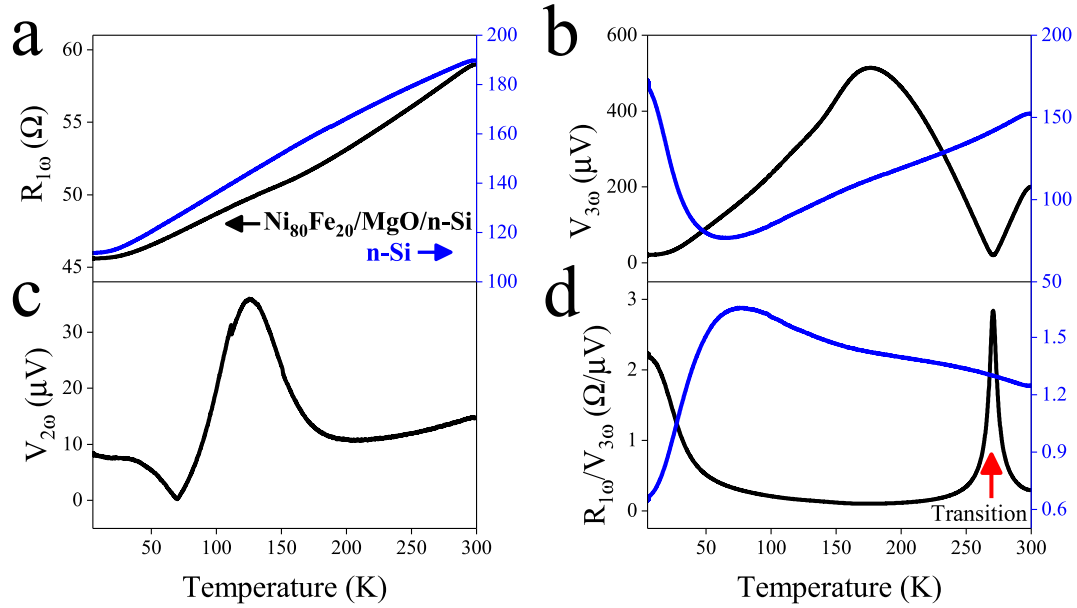 a
R1ω (Ω)
60
55
50
45
200
180
160
140
120
100
Ni80Fe20/MgO/n-Si
n-Si
b
V3ω (µV)
600
400
200
0
200
150
100
50
c
V2ω (µV)
30
20
10
0
50 100 150 200 250 300
Temperature (K)
d
R1ω/V3ω (Ω/µV)
3
2
1
0
1.5
1.2
0.9
0.6
Transition
50 100 150 200 250 300
Temperature (K)